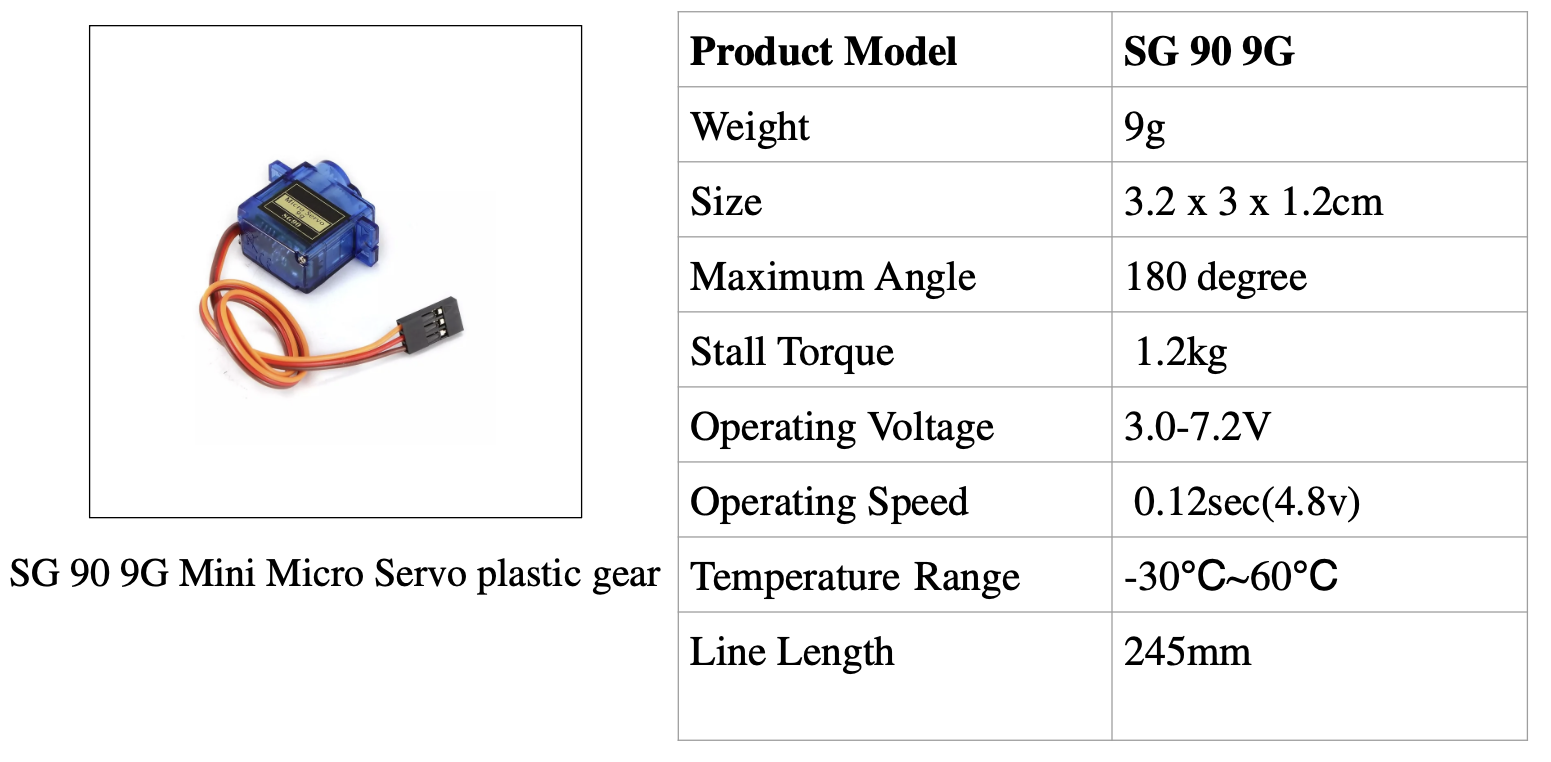 Micro Servo
9g
SG90
SG 90 9G Mini Micro Servo plastic gear
Product Model SG 90 9G
Weight 9g
Size 3.2 x 3 x 1.2cm
Maximum Angle 180 degree
Stall Torque 1.2kg
Operating Voltage 3.0-7.2V
Operating Speed 0.12sec(4.8v)
Temperature Range -30℃~60℃
Line Length 245mm